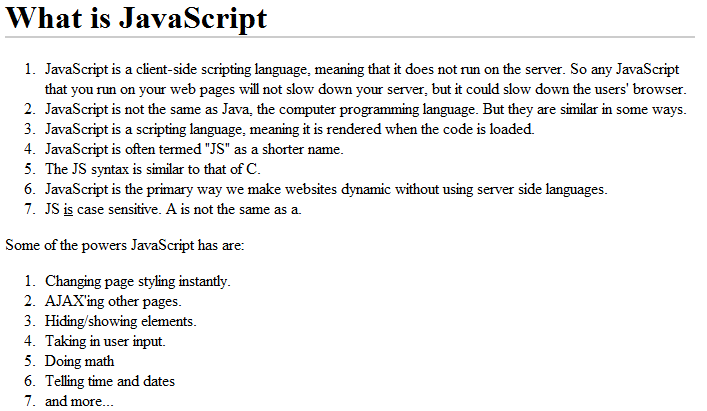 What is JavaScript
1. JavaScript is a client-side scripting language, meaning that it does not run on the server. So any JavaScript
that you run on your web pages will not slow down your server, but it could slow down the users' browser.
2. JavaScript is not the same as Java, the computer programming language. But they are similar in some ways.
3. JavaScript is a scripting language, meaning it is rendered when the code is loaded.
4. JavaScript is often termed "JS" as a shorter name.
5. The JS syntax is similar to that of C.
6. JavaScript is the primary way we make websites dynamic without using server side languages.
7. JS is case sensitive. A is not the same as a.
Some of the powers JavaScript has are:
1. Changing page styling instantly.
2. AJAX'ing other pages.
3. Hiding/showing elements.
4. Taking in user input.
5. Doing math
6. Telling time and dates
7. and more...